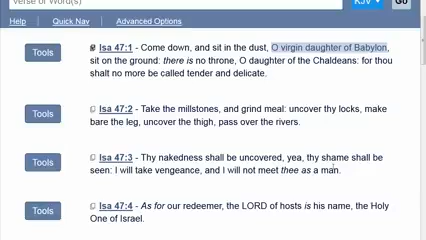 Verse or Word(s) KJV Go
Help Quick Nav Advanced Options
Tools Isa 47:1 - Come down, and sit in the dust, O virgin daughter of Babylon,
sit on the ground: there is no throne, O daughter of the Chaldeans: for thou
shalt no more be called tender and delicate.
Tools Isa 47:2 - Take the millstones, and grind meal: uncover thy locks, make
bare the leg, uncover the thigh, pass over the rivers.
Tools Isa 47:3 - Thy nakedness shall be uncovered, yea, thy shame shall be
seen: I will take vengeance, and I will not meet thee as a man.
Tools Isa 47:4 - As for our redeemer, the LORD of hosts is his name, the Holy
One of Israel.